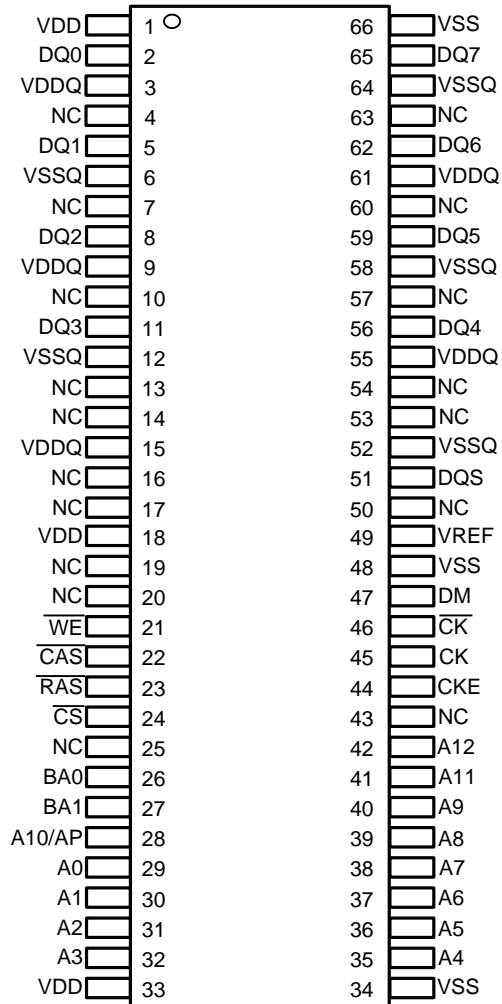 VDD 1 66 VSS
DQ0 2 65 DQ7
VDDQ 3 64 VSSQ
NC 4 63 NC
DQ1 5 62 DQ6
VSSQ 6 61 VDDQ
NC 7 60 NC
DQ2 8 59 DQ5
VDDQ 9 58 VSSQ
NC 10 57 NC
DQ3 11 56 DQ4
VSSQ 12 55 VDDQ
NC 13 54 NC
NC 14 53 NC
VDDQ 15 52 VSSQ
NC 16 51 DQS
NC 17 50 NC
VDD 18 49 VREF
NC 19 48 VSS
NC 20 47 DM
W̅E̅ 21 46 C̅K̅
C̅A̅S̅ 22 45 CK
R̅A̅S̅ 23 44 CKE
C̅S̅ 24 43 NC
NC 25 42 A12
BA0 26 41 A11
BA1 27 40 A9
A10/AP 28 39 A8
A0 29 38 A7
A1 30 37 A6
A2 31 36 A5
A3 32 35 A4
VDD 33 34 VSS